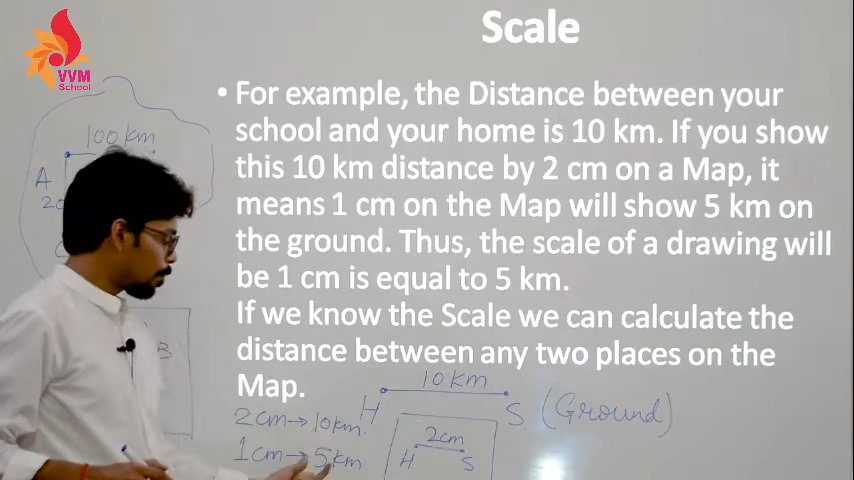 VVM
School
Scale
• For example, the Distance between your
school and your home is 10 km. If you show
this 10 km distance by 2 cm on a Map, it
means 1 cm on the Map will show 5 km on
the ground. Thus, the scale of a drawing will
be 1 cm is equal to 5 km.
If we know the Scale we can calculate the
distance between any two places on the
Map.
100 km
A
B
10 km
H
S (Ground)
2cm → 10km
1cm → 5km
2cm
H
S